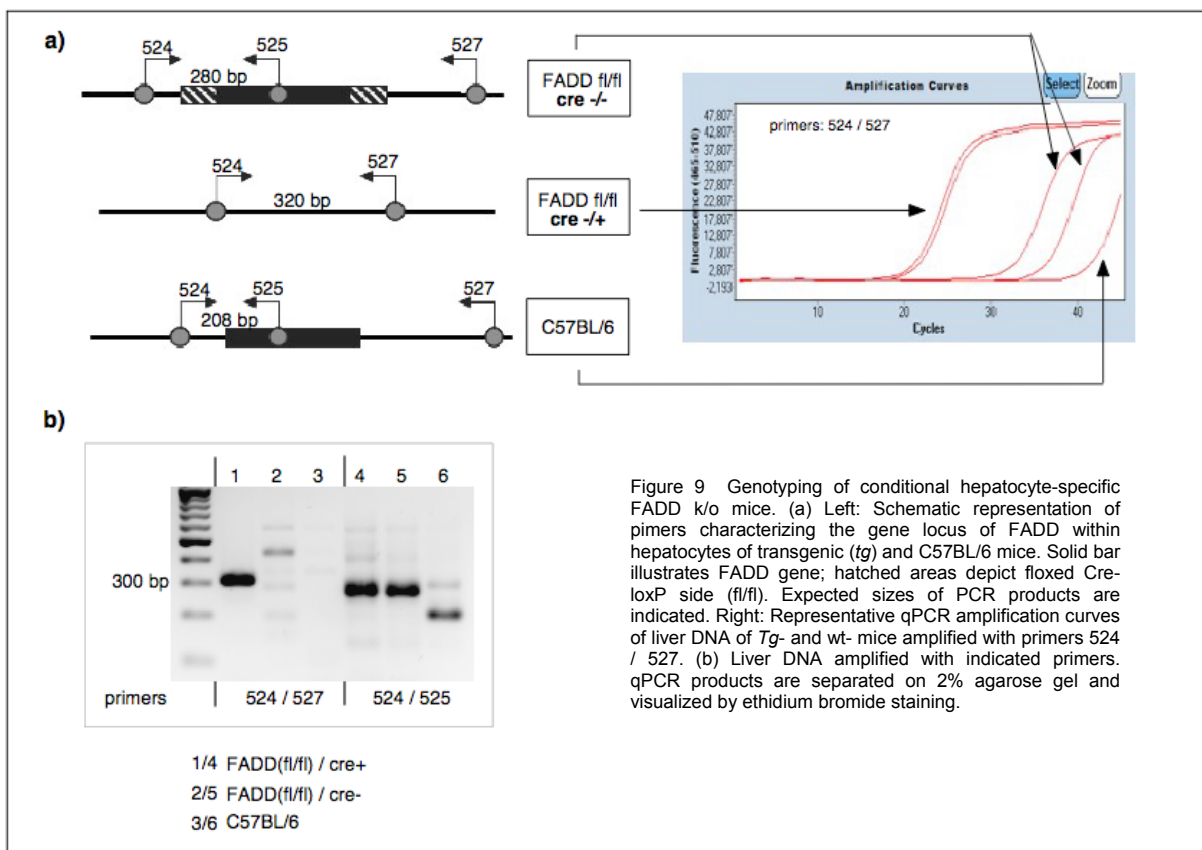 a)
524 525 527
280 bp
FADD fl/fl
cre -/-
524 527
320 bp
FADD fl/fl
cre -/+
524 525 527
208 bp
C57BL/6
Amplification Curves
Select Zoom
primers: 524 / 527
Fluorescence (465-510)
47,807
42,807
37,807
32,807
27,807
22,807
17,807
12,807
7,807
2,807
-2,193
10 20 30 40
Cycles
b)
1 2 3 4 5 6
300 bp
primers 524 / 527 524 / 525
1/4 FADD(fl/fl) / cre+
2/5 FADD(fl/fl) / cre-
3/6 C57BL/6
Figure 9 Genotyping of conditional hepatocyte-specific
FADD k/o mice. (a) Left: Schematic representation of
pimers characterizing the gene locus of FADD within
hepatocytes of transgenic (tg) and C57BL/6 mice. Solid bar
illustrates FADD gene; hatched areas depict floxed Cre-
loxP side (fl/fl). Expected sizes of PCR products are
indicated. Right: Representative qPCR amplification curves
of liver DNA of Tg- and wt- mice amplified with primers 524
/ 527. (b) Liver DNA amplified with indicated primers.
qPCR products are separated on 2% agarose gel and
visualized by ethidium bromide staining.